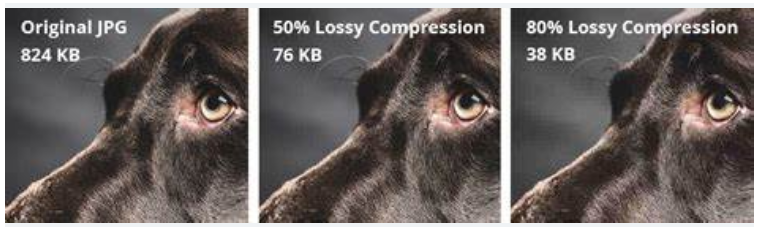 Original JPG
824 KB
50% Lossy Compression
76 KB
80% Lossy Compression
38 KB